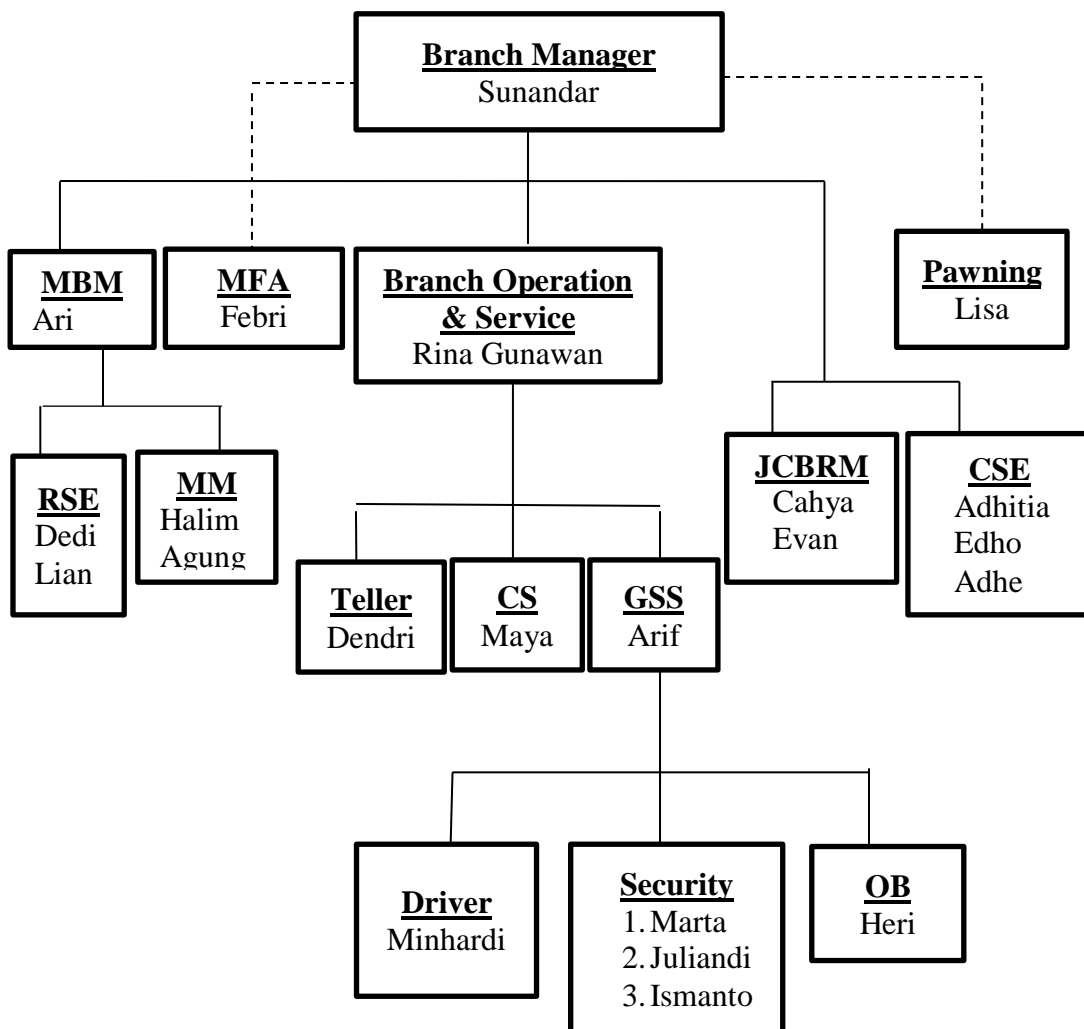 Branch Manager
Sunandar
MBM
Ari
MFA
Febri
Branch Operation
& Service
Rina Gunawan
Pawning
Lisa
RSE
Dedi
Lian
MM
Halim
Agung
JCBRM
Cahya
Evan
CSE
Adhitia
Edho
Adhe
Teller
Dendri
CS
Maya
GSS
Arif
Driver
Minhardi
Security
1. Marta
2. Juliandi
3. Ismanto
OB
Heri